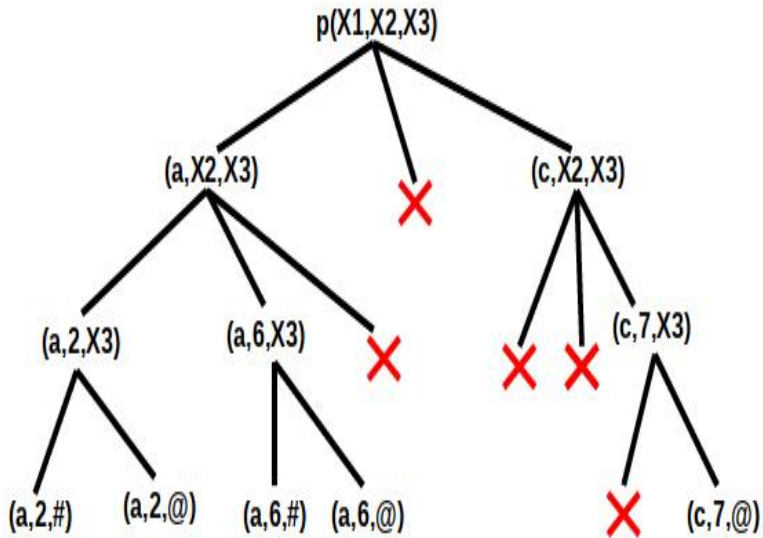 p(X1,X2,X3)
(a,X2,X3)
(c,X2,X3)
(a,2,X3)
(a,6,X3)
(c,7,X3)
(a,2,#)
(a,2,@)
(a,6,#)
(a,6,@)
(c,7,@)